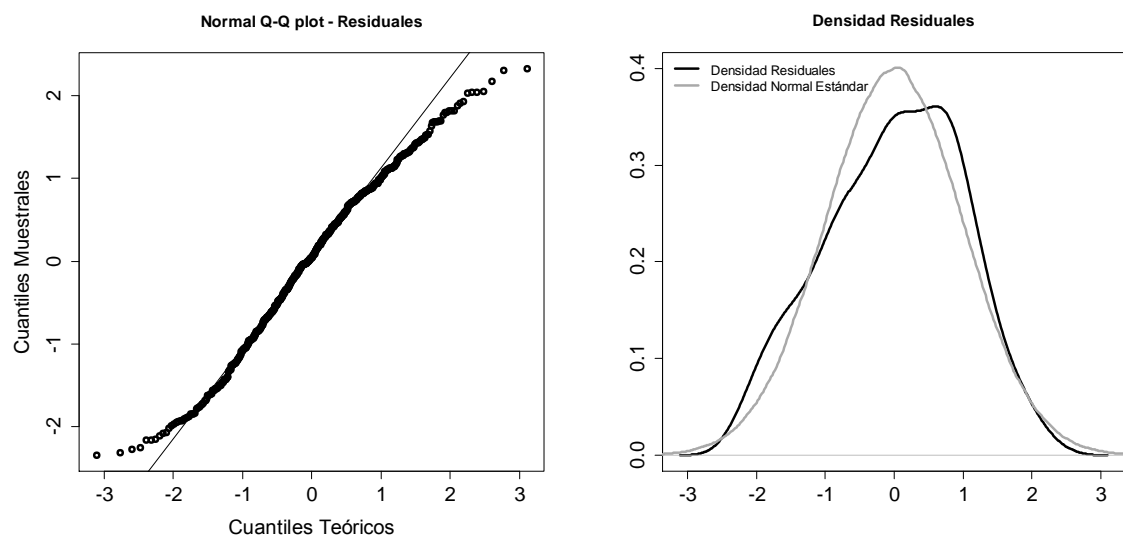 Normal Q-Q plot - Residuales
Cuantiles Muestrales
2
1
0
-1
-2
-3 -2 -1 0 1 2 3
Cuantiles Teóricos
Densidad Residuales
Densidad Residuales
Densidad Normal Estándar
0.4
0.3
0.2
0.1
0.0
-3 -2 -1 0 1 2 3